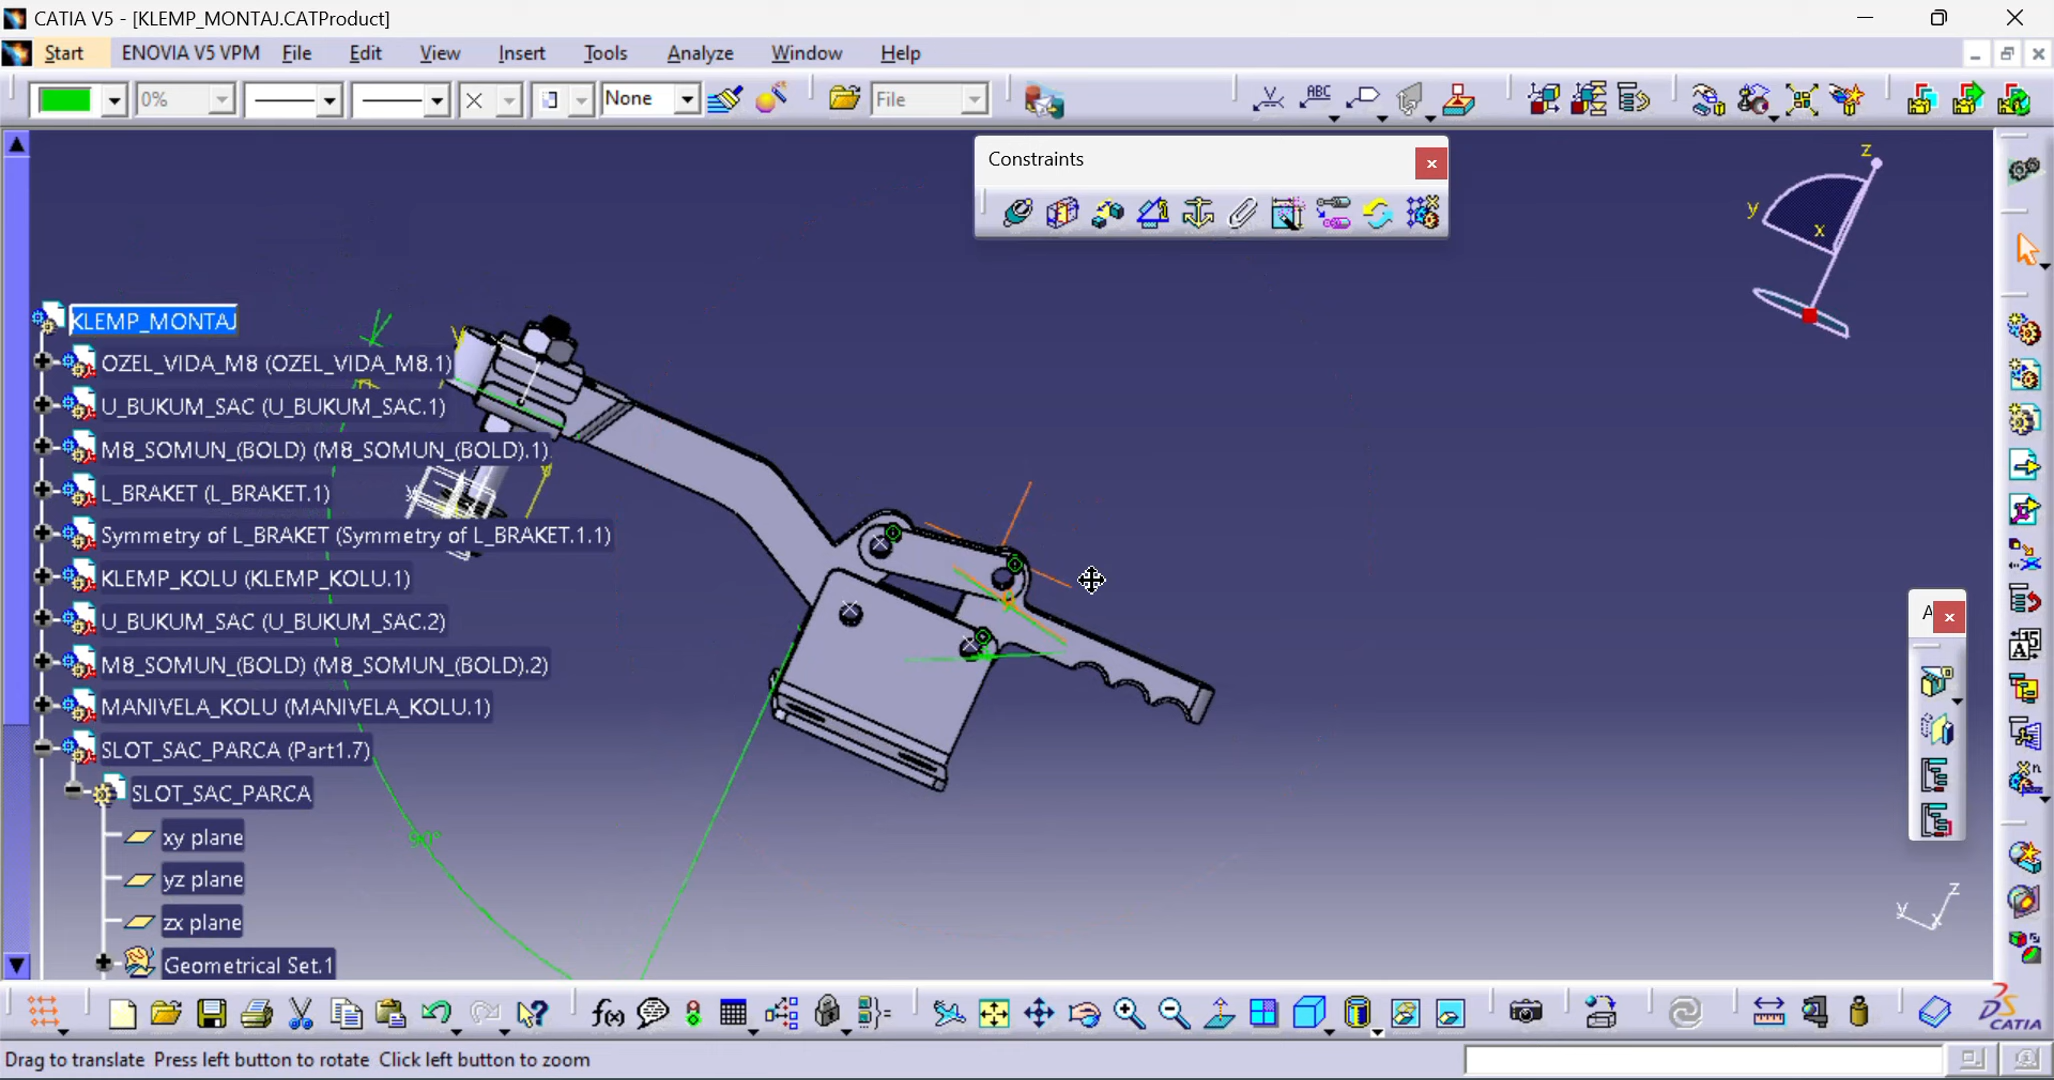 CATIA V5 - [KLEMP_MONTAJ.CATProduct]
Start ENOVIA V5 VPM File Edit View Insert Tools Analyze Window Help
0% None File
ABC
Constraints
z
y
x
KLEMP_MONTAJ
OZEL_VIDA_M8 (OZEL_VIDA_M8.1)
U_BUKUM_SAC (U_BUKUM_SAC.1)
M8_SOMUN_(BOLD) (M8_SOMUN_(BOLD).1)
L_BRAKET (L_BRAKET.1)
Symmetry of L_BRAKET (Symmetry of L_BRAKET.1.1)
KLEMP_KOLU (KLEMP_KOLU.1)
U_BUKUM_SAC (U_BUKUM_SAC.2)
M8_SOMUN_(BOLD) (M8_SOMUN_(BOLD).2)
MANIVELA_KOLU (MANIVELA_KOLU.1)
SLOT_SAC_PARCA (Part1.7)
SLOT_SAC_PARCA
xy plane
yz plane
zx plane
Geometrical Set.1
90°
A
z
y
x
f(x)
CATIA
Drag to translate Press left button to rotate Click left button to zoom